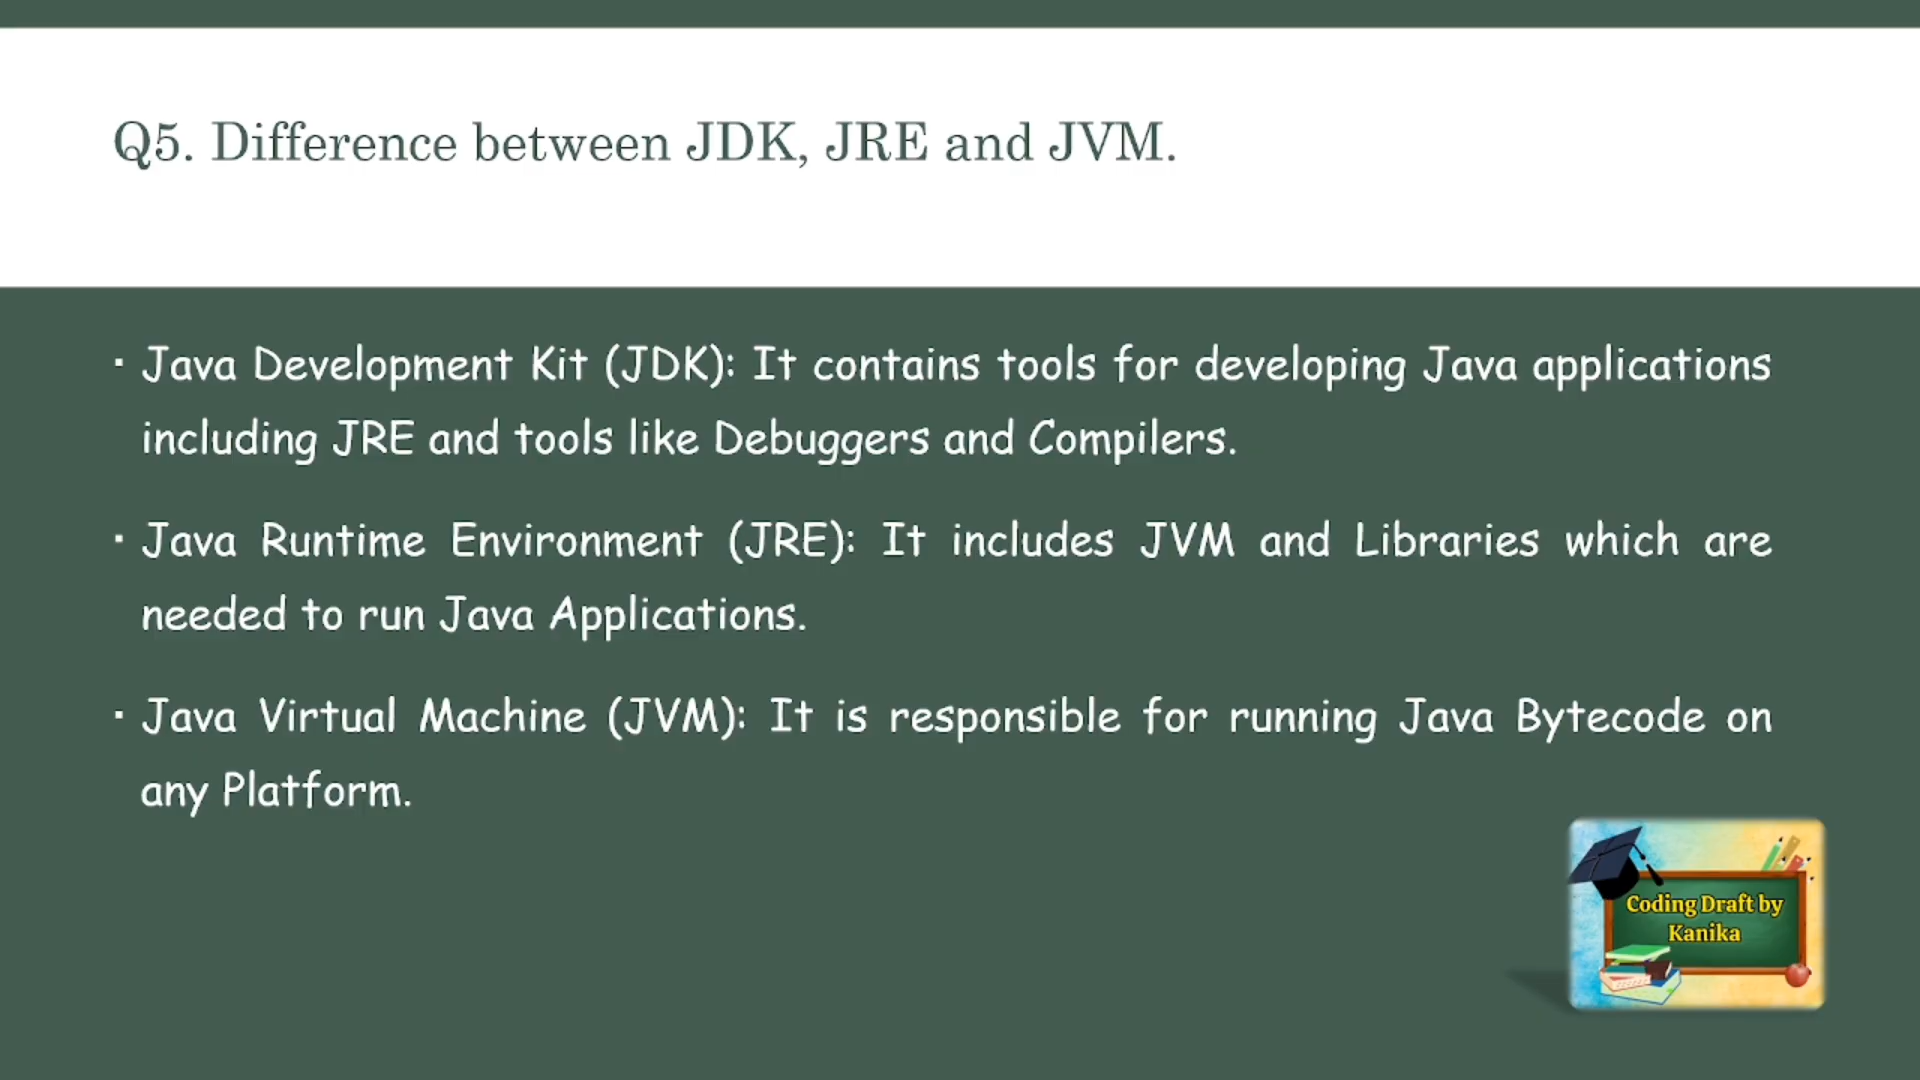 Q5. Difference between JDK, JRE and JVM.
· Java Development Kit (JDK): It contains tools for developing Java applications
including JRE and tools like Debuggers and Compilers.
· Java Runtime Environment (JRE): It includes JVM and Libraries which are
needed to run Java Applications.
· Java Virtual Machine (JVM): It is responsible for running Java Bytecode on
any Platform.
Coding Draft by
Kanika